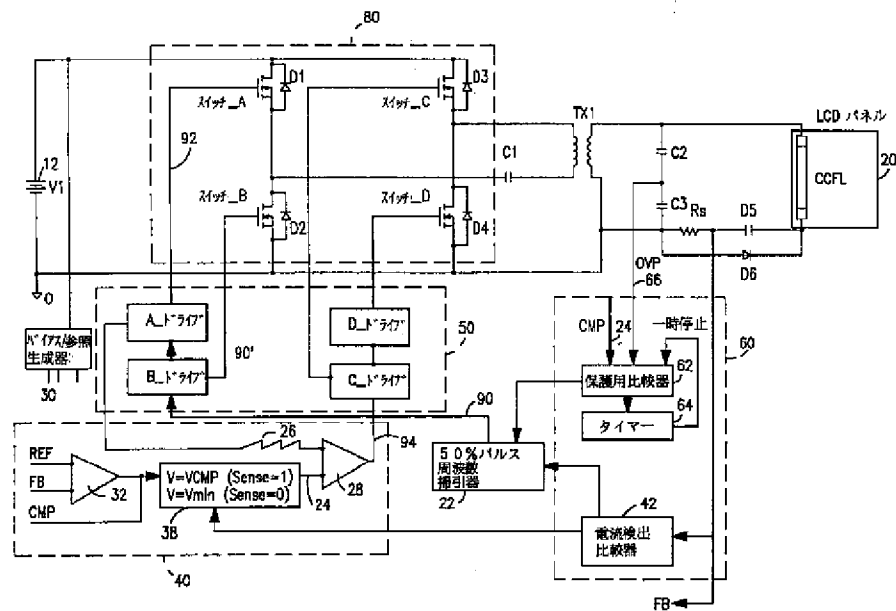 80
D1
D3
スイッチ_A
スイッチ_C
TX1
LCD パネル
20
92
C1
C2
CCFL
12
V1
スイッチ_B
スイッチ_D
C3
Rs
D5
D2
D4
D6
OVP
66
0
CMP
24
一時停止
60
バイアス/参照
生成器
30
A_ドライブ
D_ドライブ
50
B_ドライブ
90'
C_ドライブ
保護用比較器
62
タイマー
64
90
94
26
REF
FB
CMP
32
V=VCMP (Sense=1)
V=Vmin (Sense=0)
38
24
28
50%パルス
周波数
掃引器
22
42
電流検出
比較器
40
FB